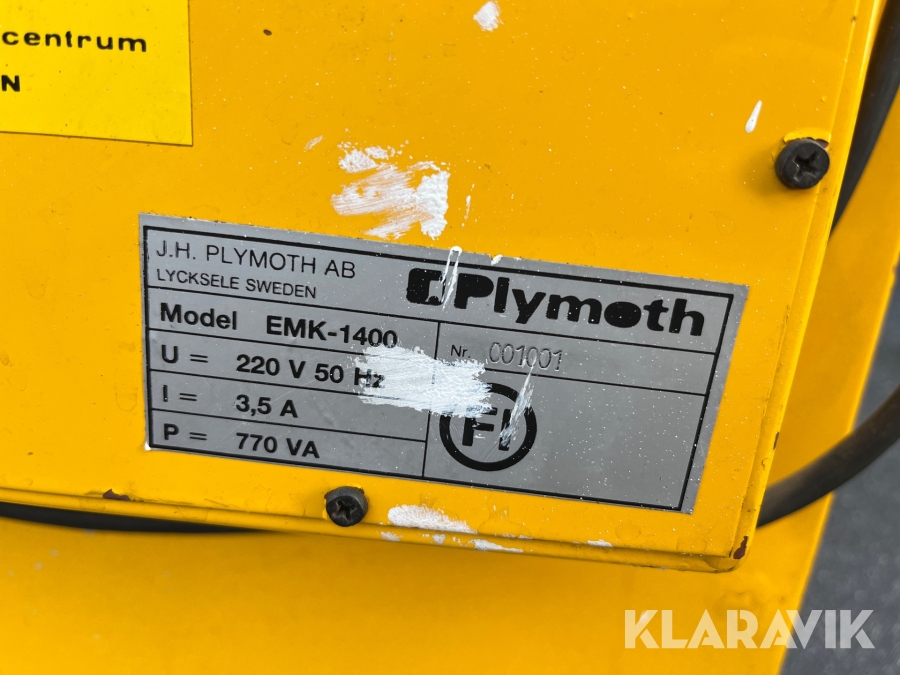 centrum
N
J.H. PLYMOTH AB
LYCKSELE SWEDEN
Plymoth
Model EMK-1400
Nr. 001001
U = 220 V 50 Hz
I = 3,5 A
P = 770 VA
FI
KLARAVIK